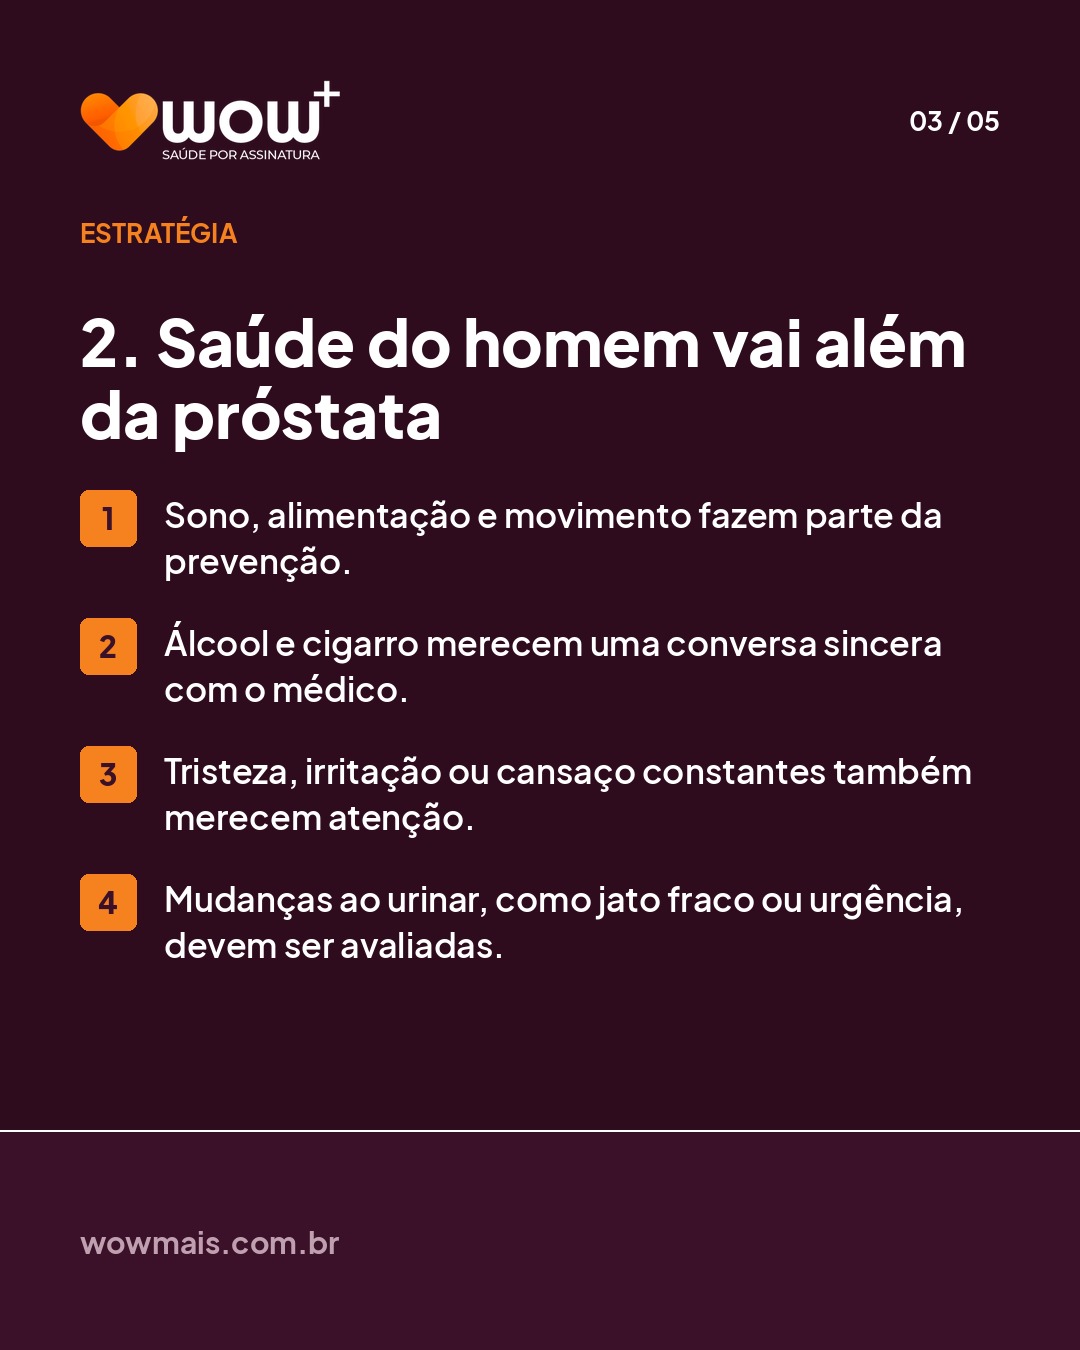 wow+
SAÚDE POR ASSINATURA
03 / 05
ESTRATÉGIA
2. Saúde do homem vai além
da próstata
1
Sono, alimentação e movimento fazem parte da
prevenção.
2
Álcool e cigarro merecem uma conversa sincera
com o médico.
3
Tristeza, irritação ou cansaço constantes também
merecem atenção.
4
Mudanças ao urinar, como jato fraco ou urgência,
devem ser avaliadas.
wowmais.com.br